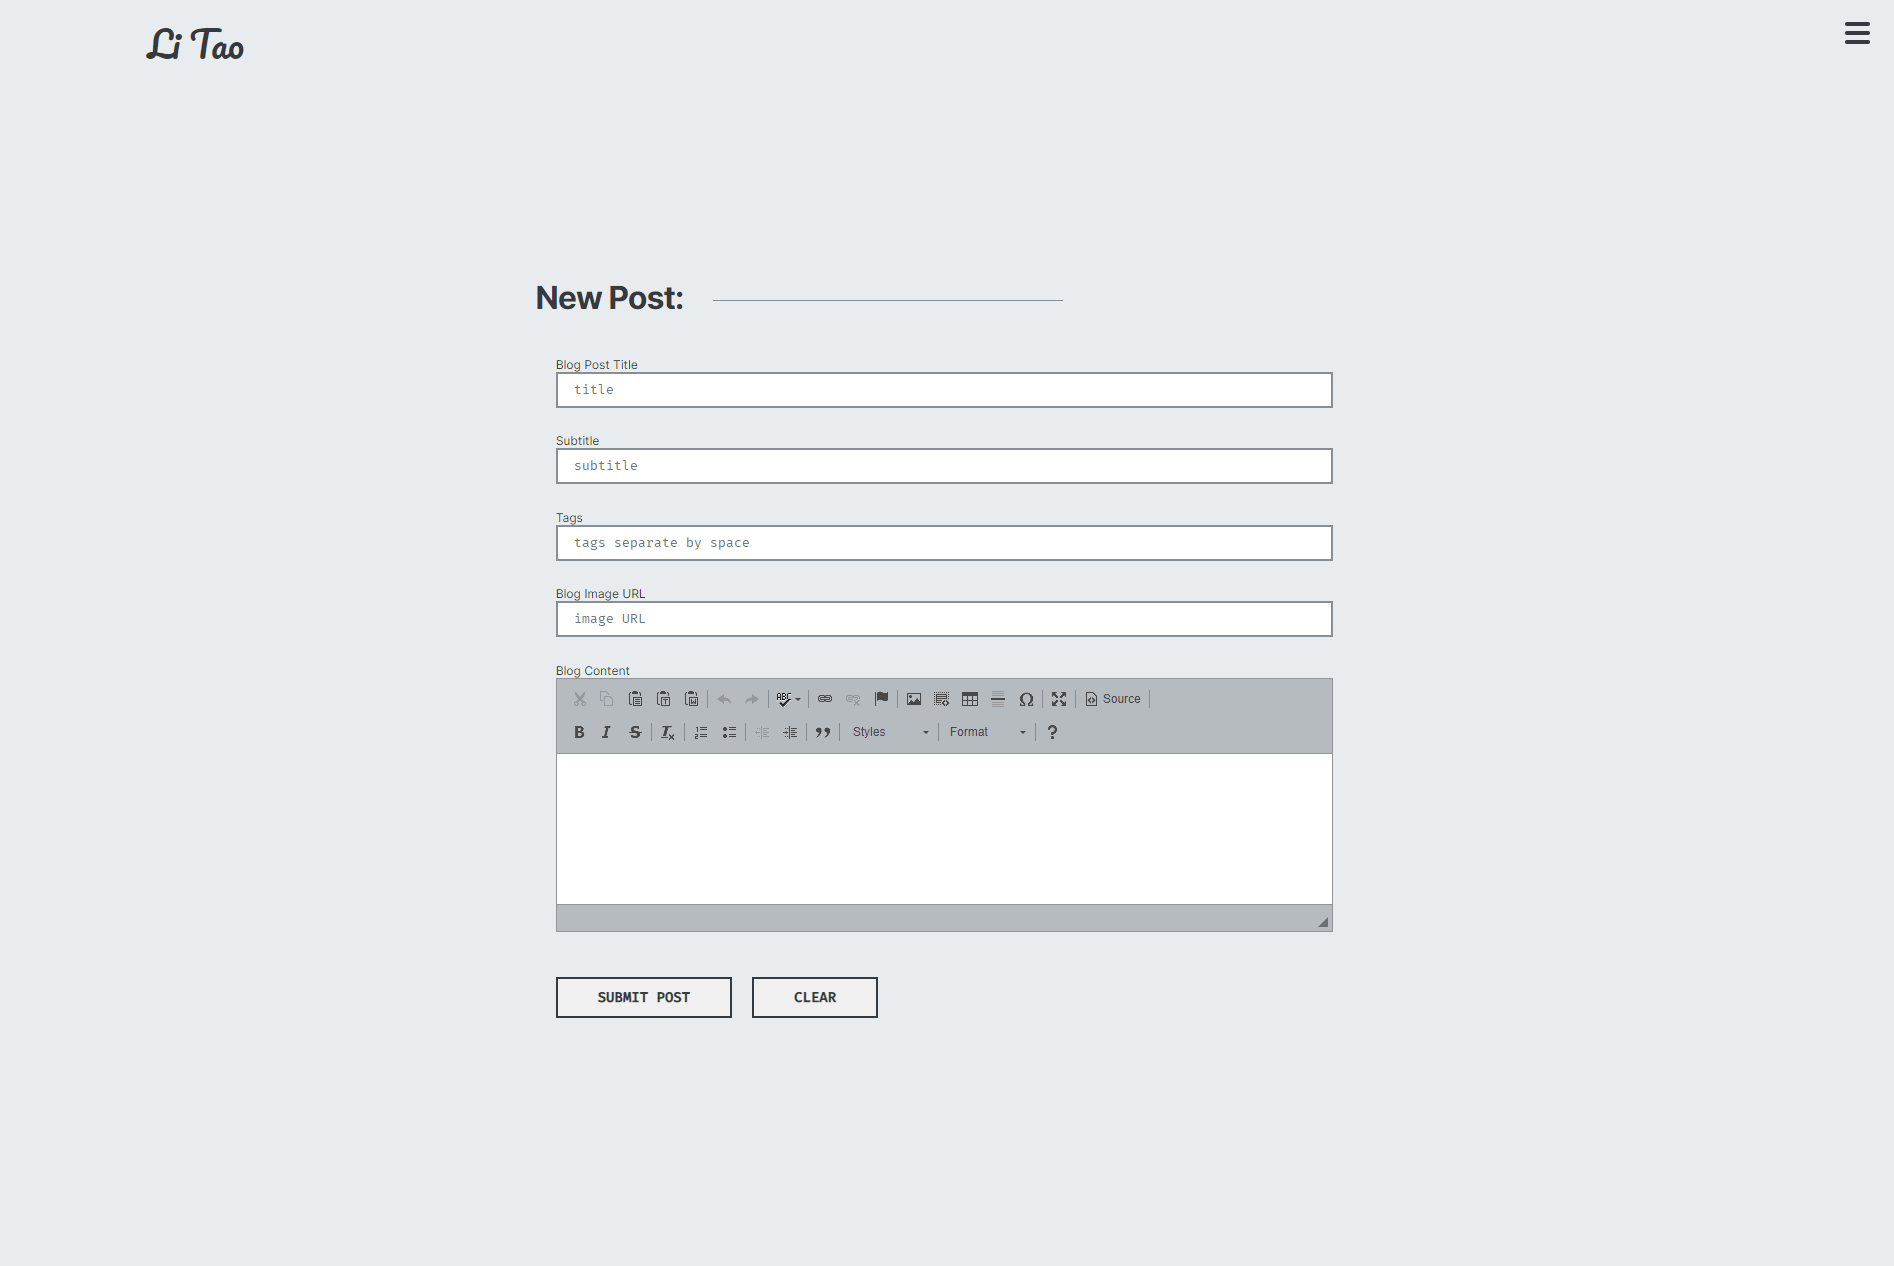 Li Tao
New Post:
Blog Post Title
title
Subtitle
subtitle
Tags
tags separate by space
Blog Image URL
image URL
Blog Content
ABC Source
B I S Styles Format ?
SUBMIT POST CLEAR